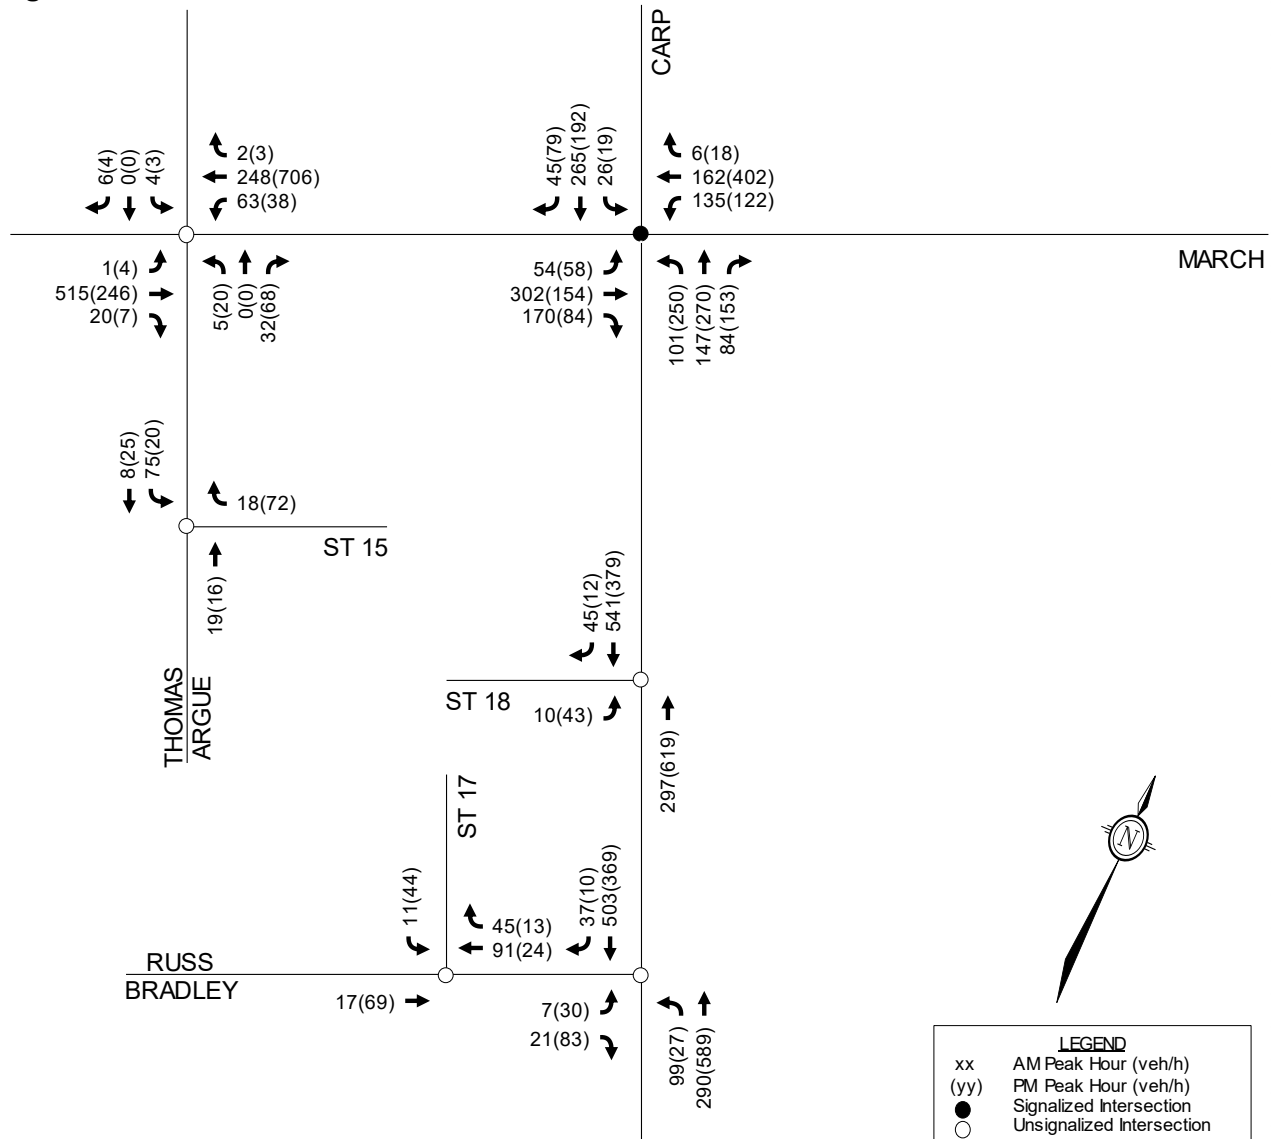 CARP
6(4)
0(0)
4(3)
2(3)
248(706)
63(38)
45(79)
265(192)
26(19)
6(18)
162(402)
135(122)
MARCH
1(4)
515(246)
20(7)
5(20)
0(0)
32(68)
54(58)
302(154)
170(84)
101(250)
147(270)
84(153)
8(25)
75(20)
18(72)
ST 15
19(16)
THOMAS
ARGUE
45(12)
541(379)
ST 18
10(43)
297(619)
ST 17
11(44)
45(13)
91(24)
37(10)
503(369)
RUSS
BRADLEY
17(69)
7(30)
21(83)
99(27)
290(589)
N
LEGEND
xx AM Peak Hour (veh/h)
(yy) PM Peak Hour (veh/h)
Signalized Intersection
Unsignalized Intersection